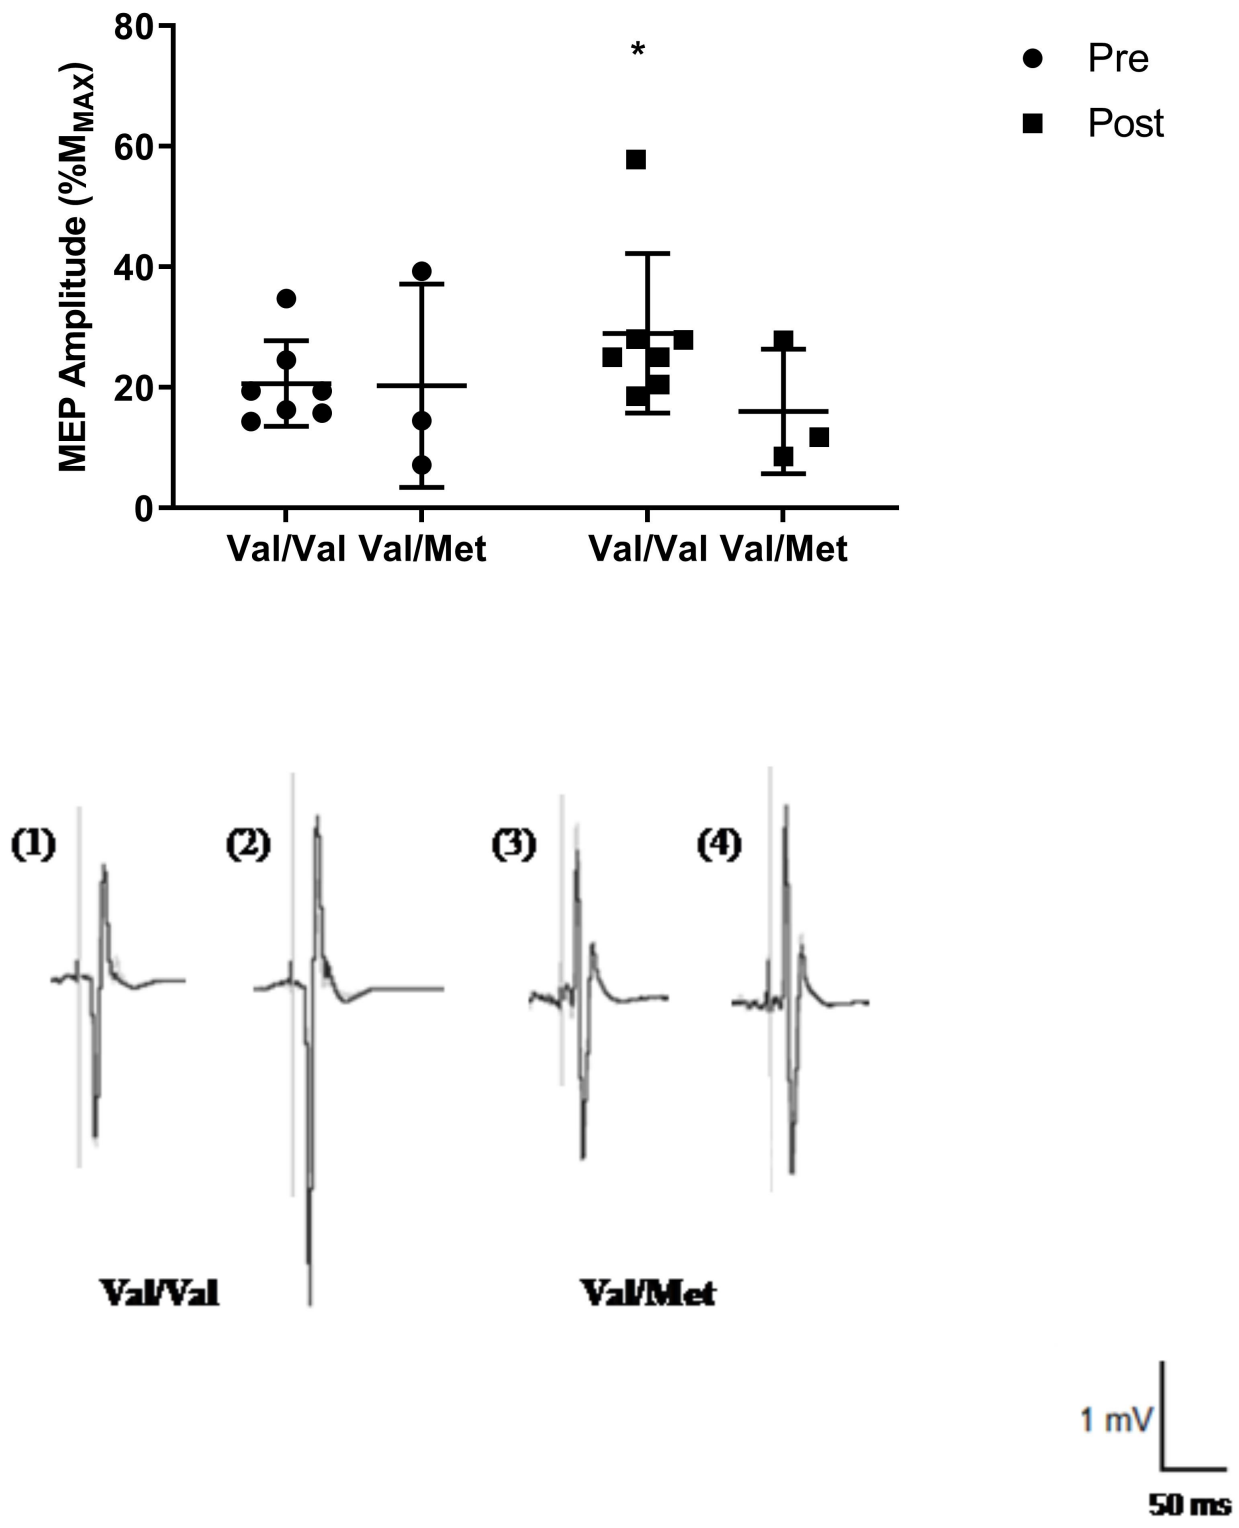 80
*
Pre
Post
60
MEP Amplitude (%MMAX)
40
20
0
Val/Val Val/Met Val/Val Val/Met
(1) (2) (3) (4)
Val/Val Val/Met
1 mV
50 ms